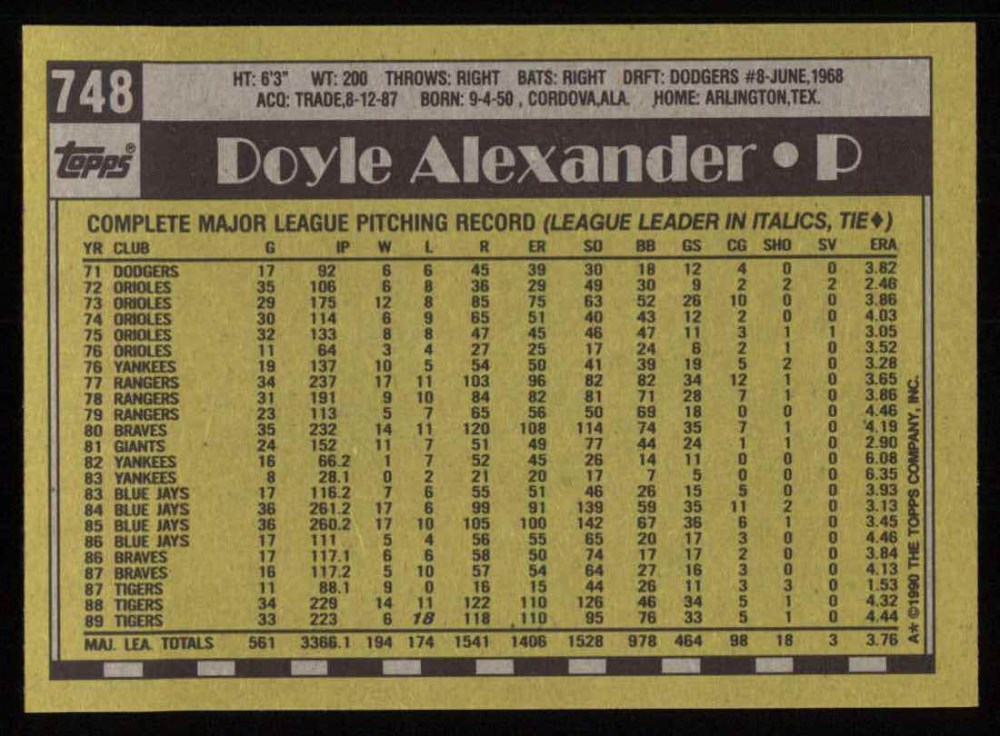 748
HT: 6'3" WT: 200 THROWS: RIGHT BATS: RIGHT DRFT: DODGERS #8-JUNE,1968
ACQ: TRADE,8-12-87 BORN: 9-4-50 , CORDOVA,ALA. HOME: ARLINGTON,TEX.
topps®
Doyle Alexander • P
COMPLETE MAJOR LEAGUE PITCHING RECORD (LEAGUE LEADER IN ITALICS, TIE♦)
YR CLUB G IP W L R ER SO BB GS CG SHO SV ERA
71 DODGERS 17 92 6 6 45 39 30 18 12 4 0 0 3.82
72 ORIOLES 35 106 6 8 36 29 49 30 9 2 2 2 2.46
73 ORIOLES 29 175 12 8 85 75 63 52 26 10 0 0 3.86
74 ORIOLES 30 114 6 9 65 51 40 43 12 2 0 0 4.03
75 ORIOLES 32 133 8 8 47 45 46 47 11 3 1 1 3.05
76 ORIOLES 11 64 3 4 27 25 17 24 6 2 1 0 3.52
76 YANKEES 19 137 10 5 54 50 41 39 19 5 2 0 3.28
77 RANGERS 34 237 17 11 103 96 82 82 34 12 1 0 3.65
78 RANGERS 31 191 9 10 84 82 81 71 28 7 1 0 3.86
79 RANGERS 23 113 5 7 65 56 50 69 18 0 0 0 4.46
80 BRAVES 35 232 14 11 120 108 114 74 35 7 1 0 4.19
81 GIANTS 24 152 11 7 51 49 77 44 24 1 1 0 2.90
82 YANKEES 16 66.2 1 7 52 45 26 14 11 0 0 0 6.08
83 YANKEES 8 28.1 0 2 21 20 17 7 5 0 0 0 6.35
83 BLUE JAYS 17 116.2 7 6 55 51 46 26 15 5 0 0 3.93
84 BLUE JAYS 36 261.2 17 6 99 91 139 59 35 11 2 0 3.13
85 BLUE JAYS 36 260.2 17 10 105 100 142 67 36 6 1 0 3.45
86 BLUE JAYS 17 111 5 4 56 55 65 20 17 3 0 0 4.46
86 BRAVES 17 117.1 6 6 58 50 74 17 17 2 0 0 3.84
87 BRAVES 16 117.2 5 10 57 54 64 27 16 3 0 0 4.13
87 TIGERS 11 88.1 9 0 16 15 44 26 11 3 3 0 1.53
88 TIGERS 34 229 14 11 122 110 126 46 34 5 1 0 4.32
89 TIGERS 33 223 6 18 118 110 95 76 33 5 1 0 4.44
MAJ. LEA. TOTALS 561 3366.1 194 174 1541 1406 1528 978 464 98 18 3 3.76
A* ©1990 THE TOPPS COMPANY, INC.